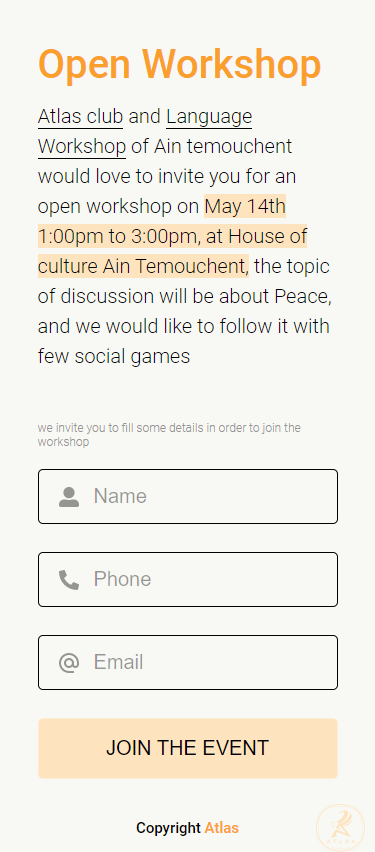 Open Workshop
Atlas club and Language
Workshop of Ain temouchent
would love to invite you for an
open workshop on May 14th
1:00pm to 3:00pm, at House of
culture Ain Temouchent, the topic
of discussion will be about Peace,
and we would like to follow it with
few social games
we invite you to fill some details in order to join the
workshop
Name
Phone
Email
JOIN THE EVENT
Copyright Atlas
ATLAS